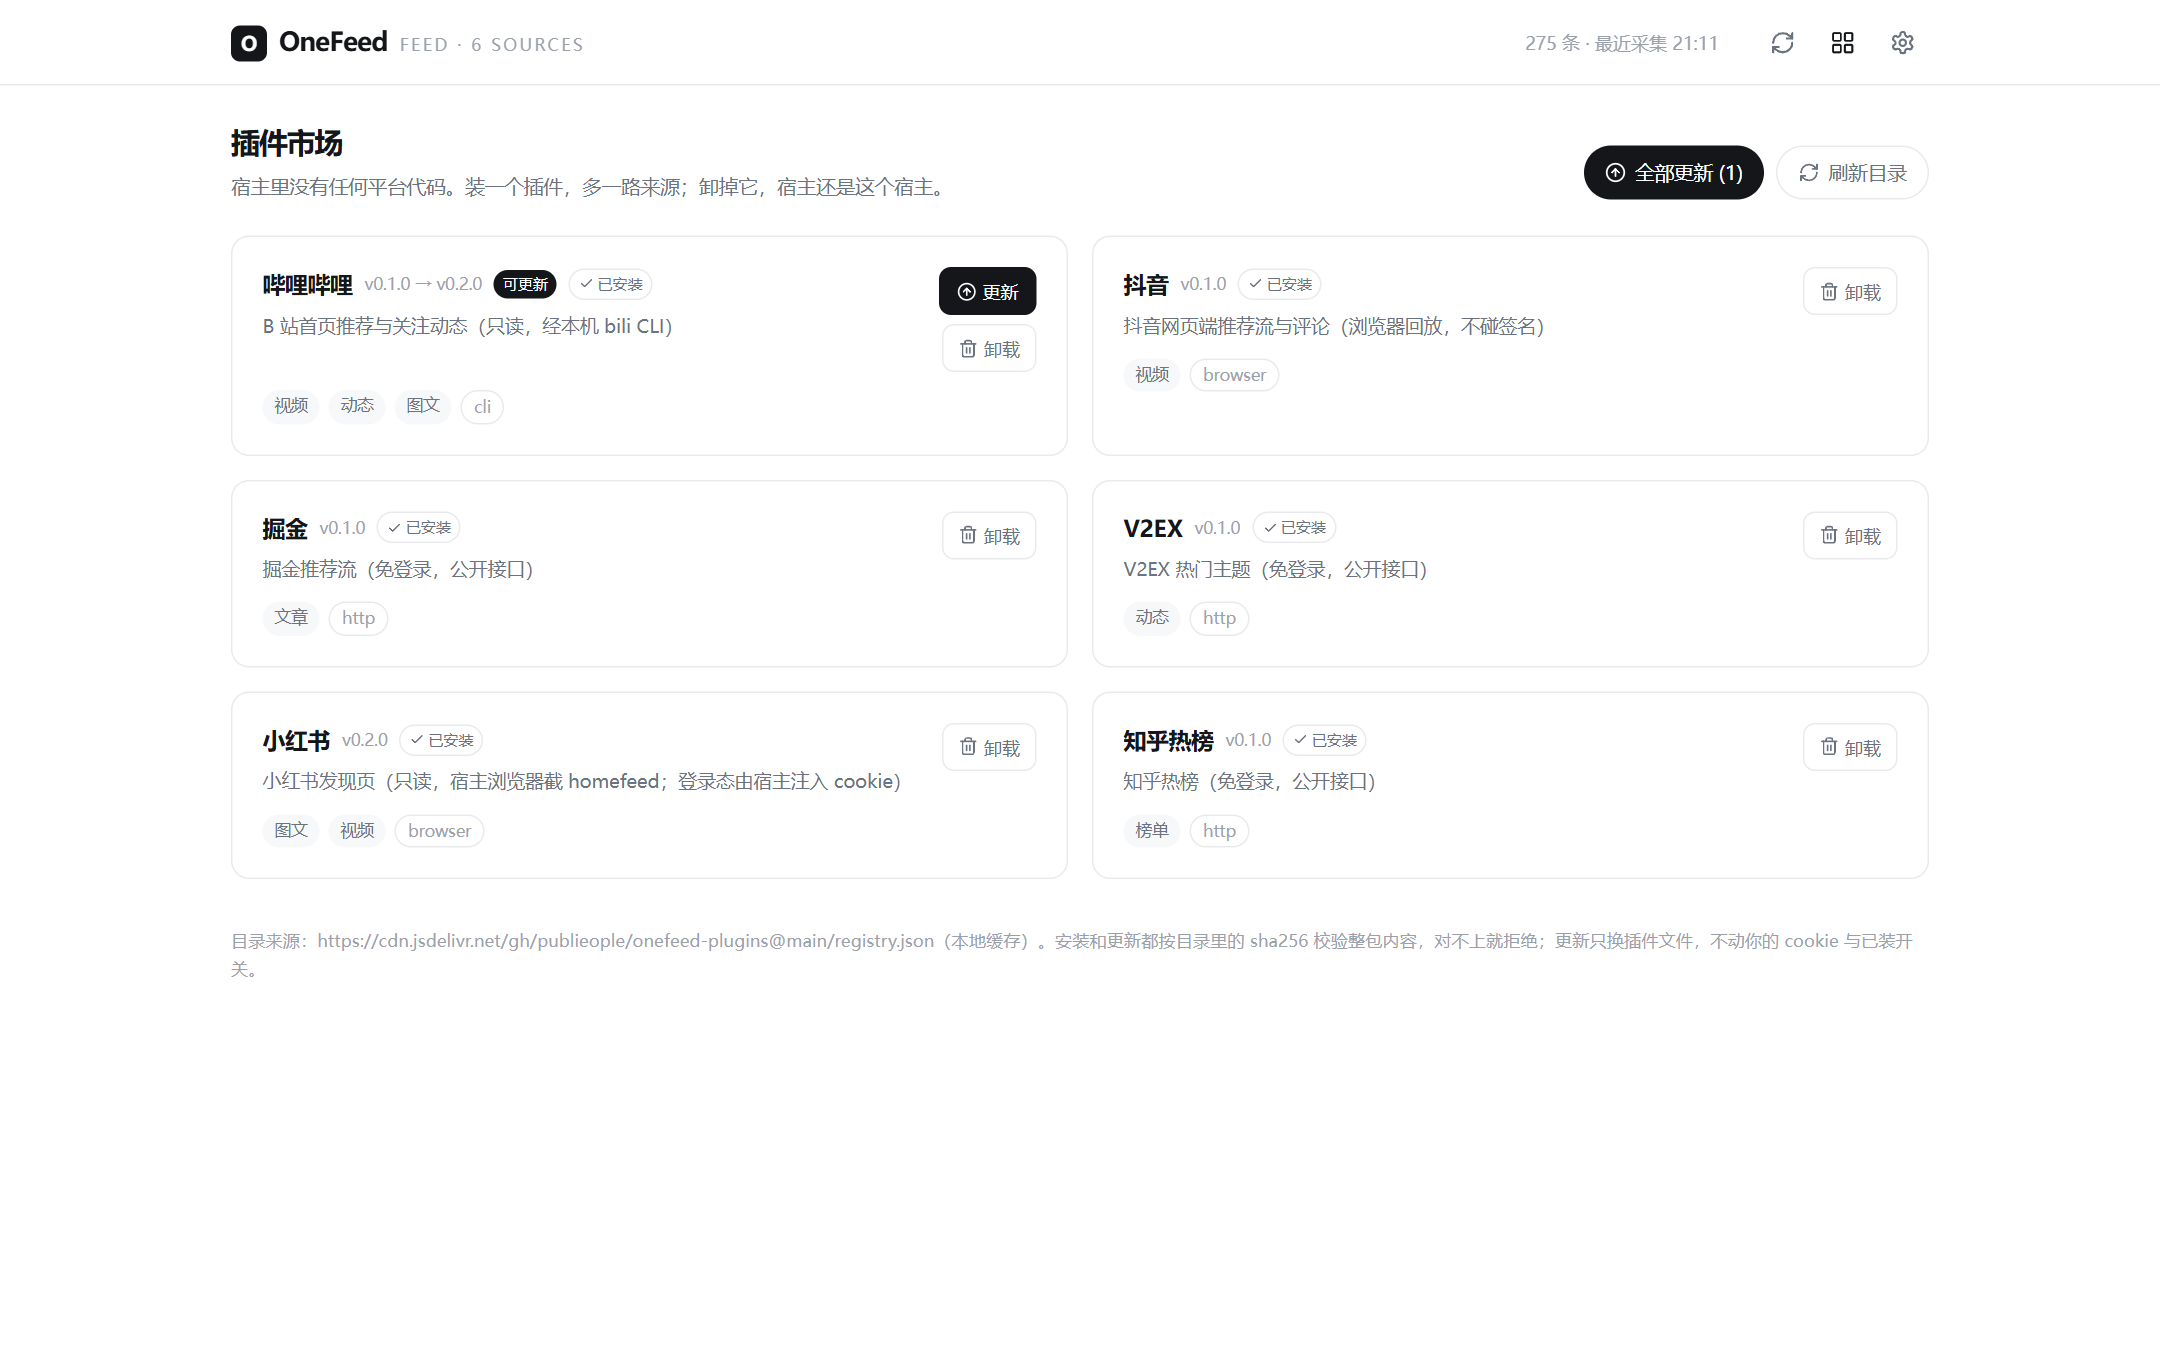 O OneFeed FEED · 6 SOURCES
275 条 · 最近采集 21:11
插件市场
宿主里没有任何平台代码。装一个插件，多一路来源；卸掉它，宿主还是这个宿主。
全部更新 (1)
刷新目录
哔哩哔哩 v0.1.0 → v0.2.0 可更新 已安装
更新
B 站首页推荐与关注动态（只读，经本机 bili CLI）
卸载
视频 动态 图文 cli
抖音 v0.1.0 已安装
卸载
抖音网页端推荐流与评论（浏览器回放，不碰签名）
视频 browser
掘金 v0.1.0 已安装
卸载
掘金推荐流（免登录，公开接口）
文章 http
V2EX v0.1.0 已安装
卸载
V2EX 热门主题（免登录，公开接口）
动态 http
小红书 v0.2.0 已安装
卸载
小红书发现页（只读，宿主浏览器截 homefeed；登录态由宿主注入 cookie）
图文 视频 browser
知乎热榜 v0.1.0 已安装
卸载
知乎热榜（免登录，公开接口）
榜单 http
目录来源：https://cdn.jsdelivr.net/gh/publieople/onefeed-plugins@main/registry.json（本地缓存）。安装和更新都按目录里的 sha256 校验整包内容，对不上就拒绝；更新只换插件文件，不动你的 cookie 与已装开
关。